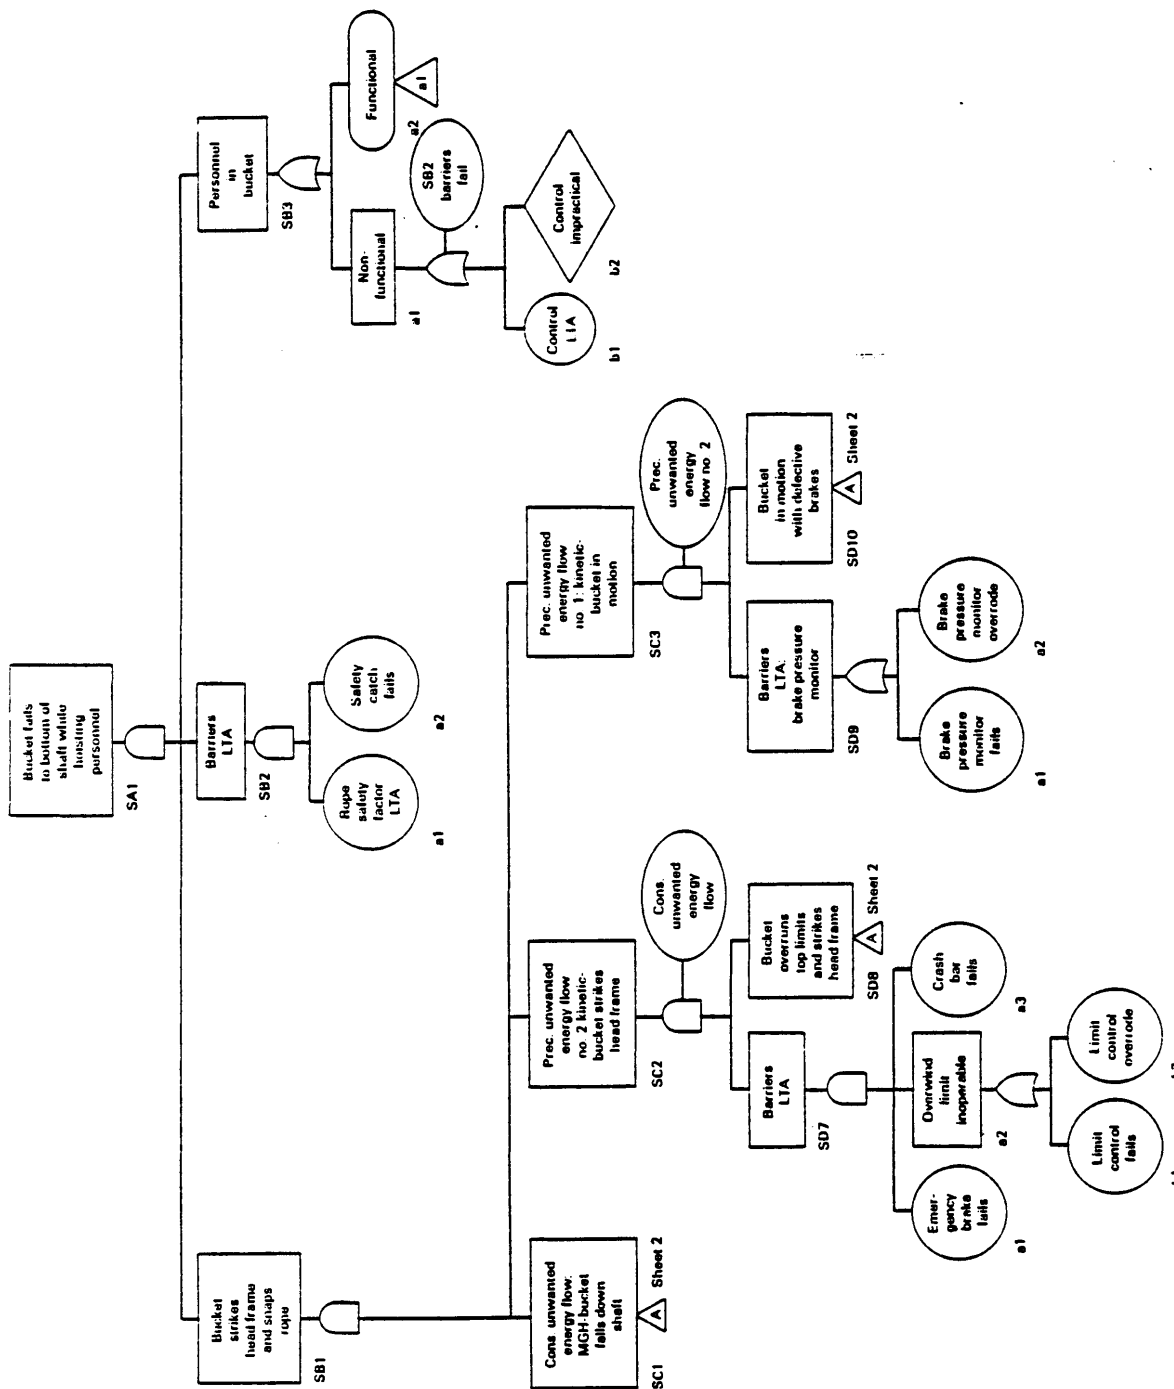 Bucket falls
to bottom of
shaft while
hoisting
personnel
SA1
Bucket
strikes
head frame
and snaps
rope
SB1
Barriers
LTA
SB2
Rope
safety
factor
LTA
a1
Safety
catch
fails
a2
Personnel
in
bucket
SB3
Non-
functional
a1
Functional
a2
a1
SB2
barriers
fail
Control
LTA
b1
Control
impractical
b2
Cons. unwanted
energy flow:
MGH-bucket
falls down
shaft
SC1
A
Sheet 2
Prec. unwanted
energy flow
no. 2 kinetic-
bucket strikes
head frame
SC2
Cons.
unwanted
energy
flow
Prec. unwanted
energy flow
no. 1: kinetic-
bucket in
motion
SC3
Prec.
unwanted
energy
flow no. 2
Barriers
LTA
SD7
Bucket
overruns
top limits
and strikes
head frame
SD8
A
Sheet 2
Barriers
LTA:
brake pressure
monitor
SD9
Bucket
in motion
with defective
brakes
SD10
A
Sheet 2
Emer-
gency
brake
fails
a1
Overwind
limit
inoperable
a2
Crash
bar
fails
a3
Brake
pressure
monitor
fails
a1
Brake
pressure
monitor
overrode
a2
Limit
control
fails
Limit
control
overrode